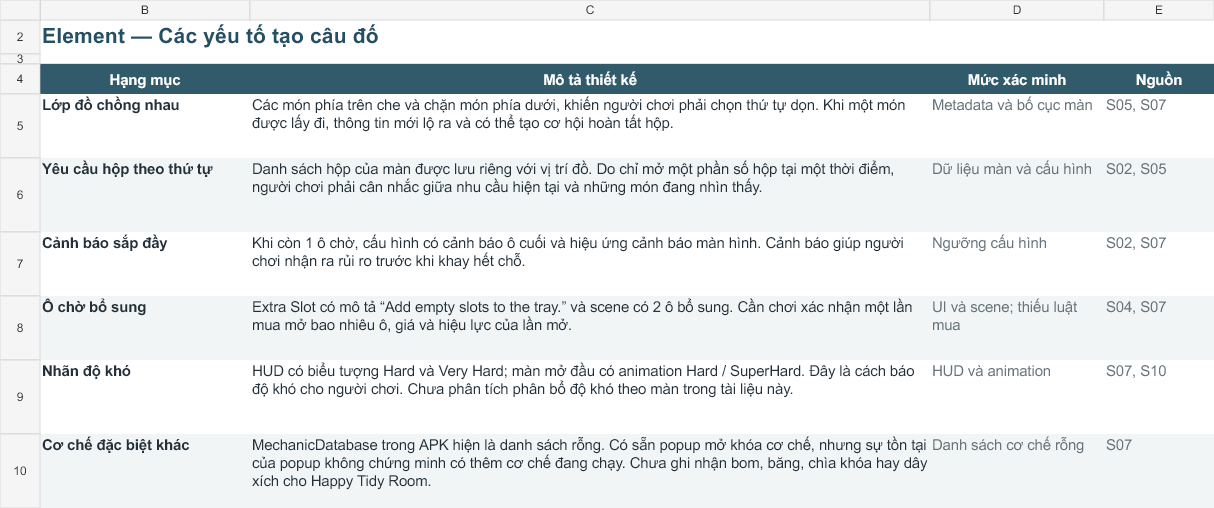 B C D E
2 Element — Các yếu tố tạo câu đố
3
4 Hạng mục Mô tả thiết kế Mức xác minh Nguồn
5 Lớp đồ chồng nhau Các món phía trên che và chặn món phía dưới, khiến người chơi phải chọn thứ tự dọn. Khi một món Metadata và bố cục màn S05, S07
được lấy đi, thông tin mới lộ ra và có thể tạo cơ hội hoàn tất hộp.
6 Yêu cầu hộp theo thứ tự Danh sách hộp của màn được lưu riêng với vị trí đồ. Do chỉ mở một phần số hộp tại một thời điểm, Dữ liệu màn và cấu hình S02, S05
người chơi phải cân nhắc giữa nhu cầu hiện tại và những món đang nhìn thấy.
7 Cảnh báo sắp đầy Khi còn 1 ô chờ, cấu hình có cảnh báo ô cuối và hiệu ứng cảnh báo màn hình. Cảnh báo giúp người Ngưỡng cấu hình S02, S07
chơi nhận ra rủi ro trước khi khay hết chỗ.
8 Ô chờ bổ sung Extra Slot có mô tả “Add empty slots to the tray.” và scene có 2 ô bổ sung. Cần chơi xác nhận một lần UI và scene; thiếu luật S04, S07
mua mở bao nhiêu ô, giá và hiệu lực của lần mở. mua
9 Nhãn độ khó HUD có biểu tượng Hard và Very Hard; màn mở đầu có animation Hard / SuperHard. Đây là cách báo HUD và animation S07, S10
độ khó cho người chơi. Chưa phân tích phân bổ độ khó theo màn trong tài liệu này.
10 Cơ chế đặc biệt khác MechanicDatabase trong APK hiện là danh sách rỗng. Có sẵn popup mở khóa cơ chế, nhưng sự tồn tại Danh sách cơ chế rỗng S07
của popup không chứng minh có thêm cơ chế đang chạy. Chưa ghi nhận bom, băng, chìa khóa hay dây
xích cho Happy Tidy Room.